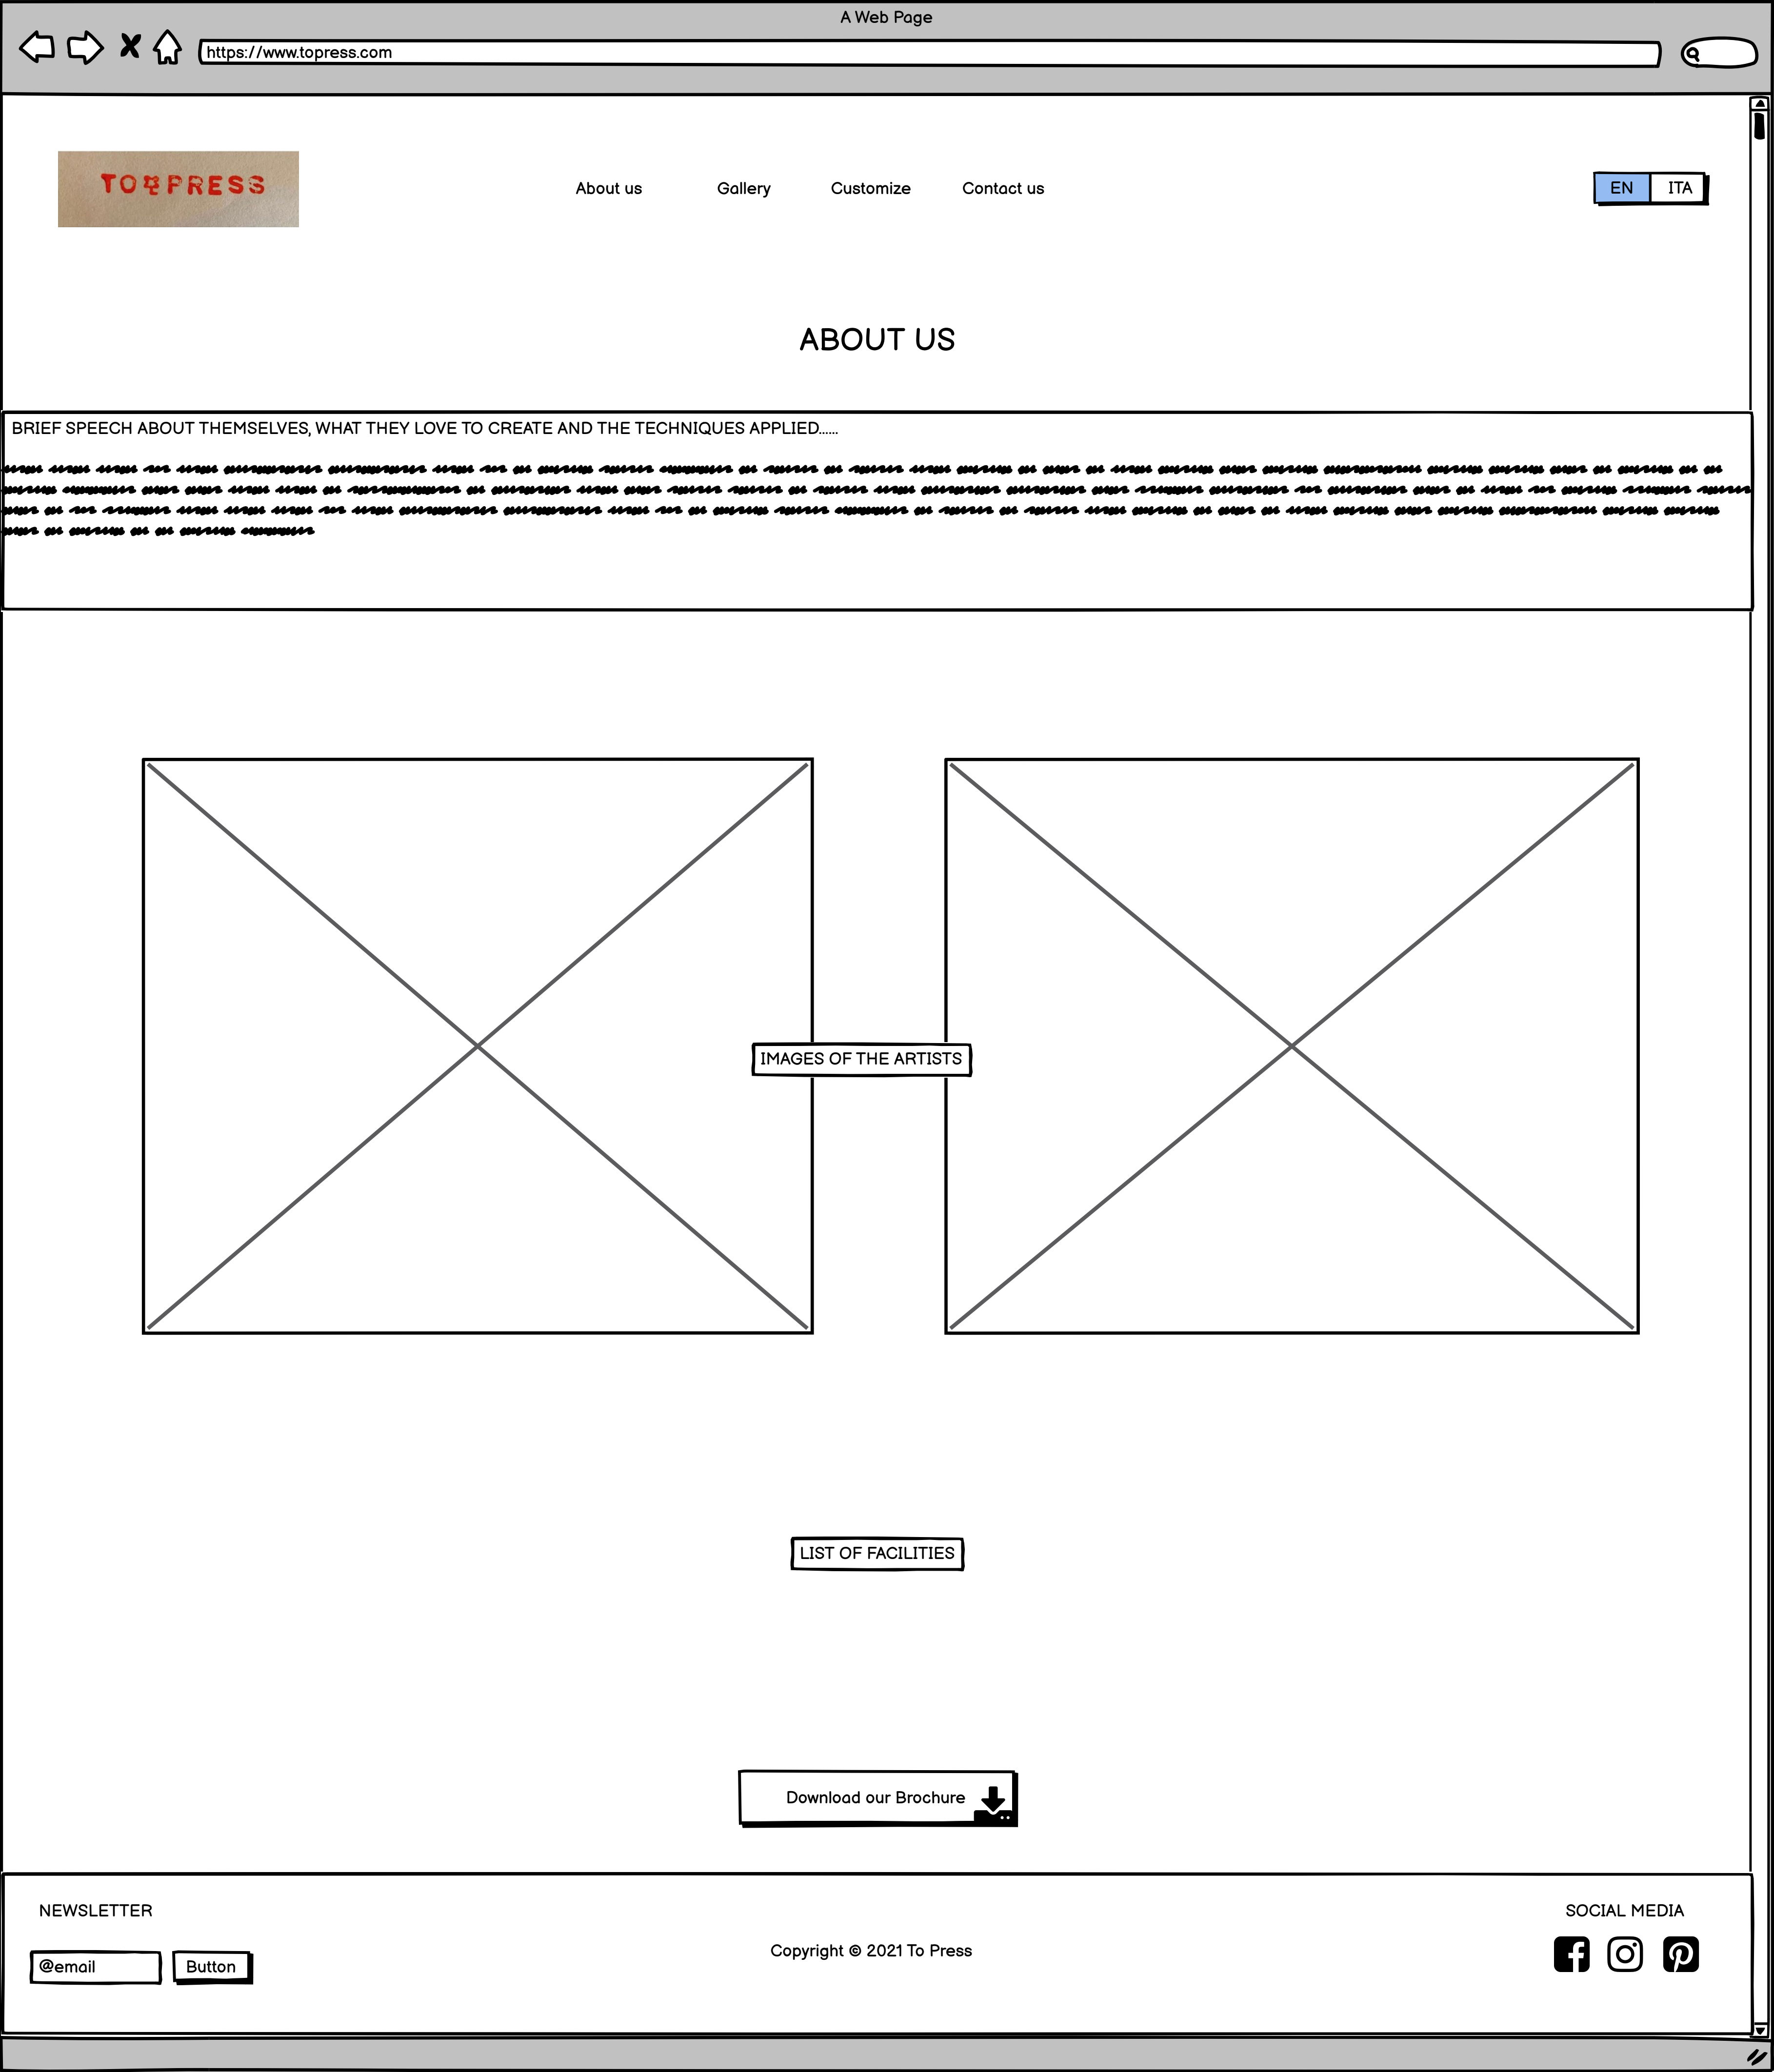 A Web Page
https://www.topress.com
TO PRESS
About us Gallery Customize Contact us
EN ITA
ABOUT US
BRIEF SPEECH ABOUT THEMSELVES, WHAT THEY LOVE TO CREATE AND THE TECHNIQUES APPLIED......
IMAGES OF THE ARTISTS
LIST OF FACILITIES
Download our Brochure
NEWSLETTER
SOCIAL MEDIA
Copyright © 2021 To Press
@email Button